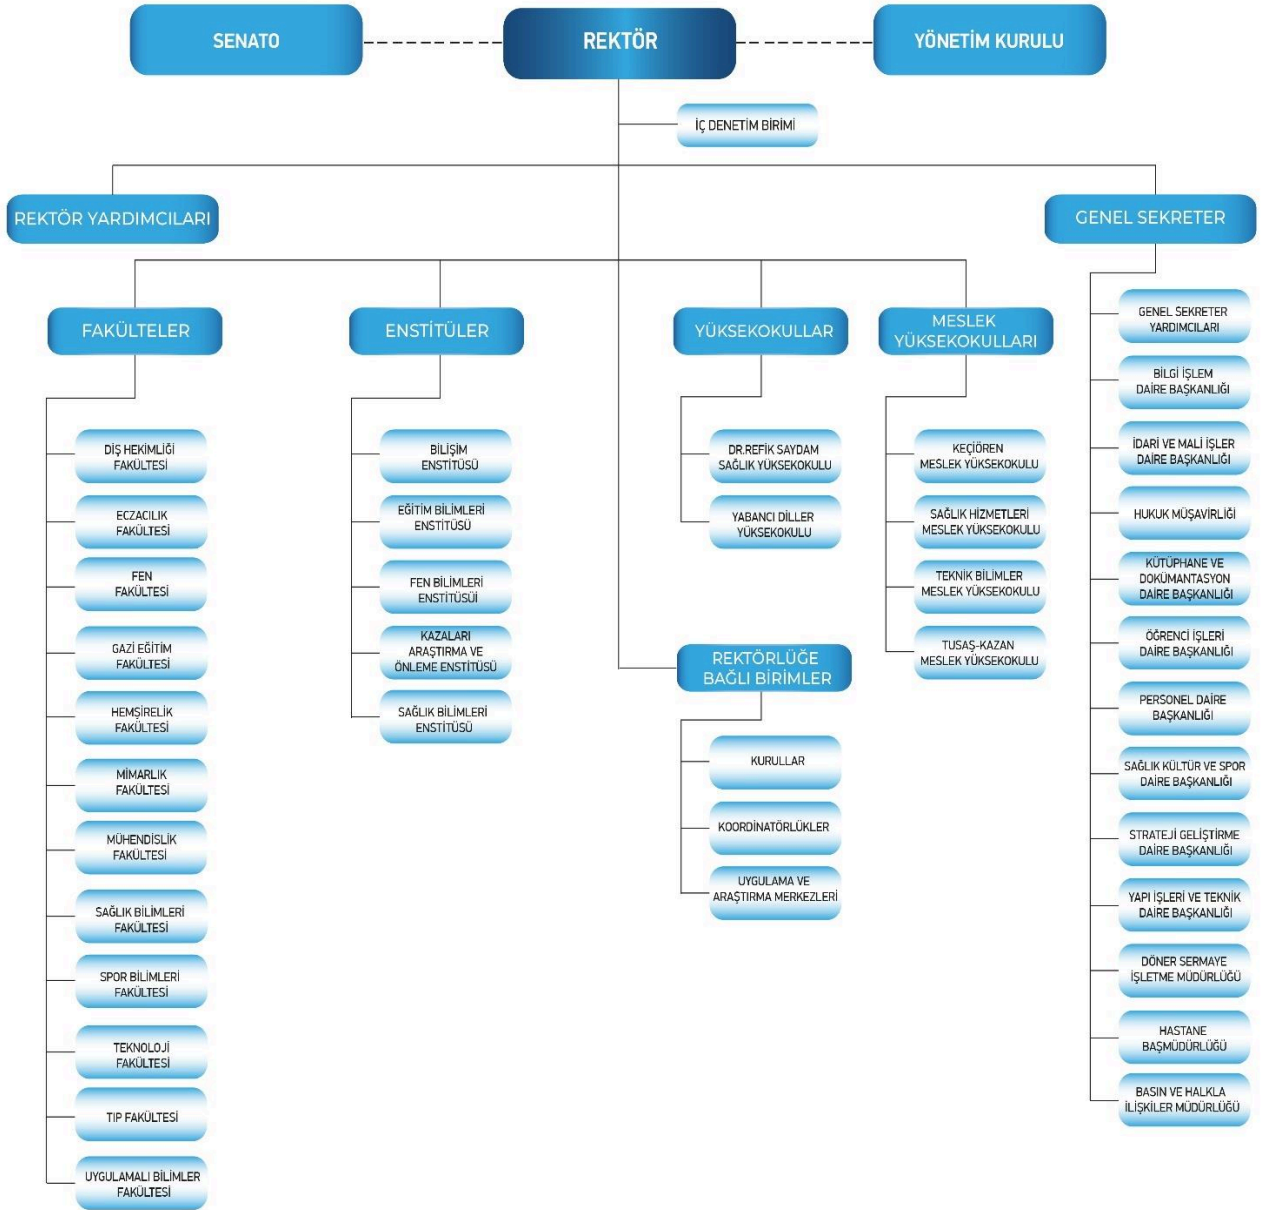 SENATO
REKTÖR
YÖNETİM KURULU
İÇ DENETİM BİRİMİ
REKTÖR YARDIMCILARI
GENEL SEKRETER
FAKÜLTELER
ENSTİTÜLER
YÜKSEKOKULLAR
MESLEK
YÜKSEKOKULLARI
DİŞ HEKİMLİĞİ
FAKÜLTESİ
ECZACILIK
FAKÜLTESİ
FEN
FAKÜLTESİ
GAZİ EĞİTİM
FAKÜLTESİ
HEMŞİRELİK
FAKÜLTESİ
MİMARLIK
FAKÜLTESİ
MÜHENDİSLİK
FAKÜLTESİ
SAĞLIK BİLİMLERİ
FAKÜLTESİ
SPOR BİLİMLERİ
FAKÜLTESİ
TEKNOLOJİ
FAKÜLTESİ
TIP FAKÜLTESİ
UYGULAMALI BİLİMLER
FAKÜLTESİ
BİLİŞİM
ENSTİTÜSÜ
EĞİTİM BİLİMLERİ
ENSTİTÜSÜ
FEN BİLİMLERİ
ENSTİTÜSÜİ
KAZALARI
ARAŞTIRMA VE
ÖNLEME ENSTİTÜSÜ
SAĞLIK BİLİMLERİ
ENSTİTÜSÜ
DR.REFİK SAYDAM
SAĞLIK YÜKSEKOKULU
YABANCI DİLLER
YÜKSEKOKULU
REKTÖRLÜĞE
BAĞLI BİRİMLER
KURULLAR
KOORDİNATÖRLÜKLER
UYGULAMA VE
ARAŞTIRMA MERKEZLERİ
KEÇİÖREN
MESLEK YÜKSEKOKULU
SAĞLIK HİZMETLERİ
MESLEK YÜKSEKOKULU
TEKNİK BİLİMLER
MESLEK YÜKSEKOKULU
TUSAŞ-KAZAN
MESLEK YÜKSEKOKULU
GENEL SEKRETER
YARDIMCILARI
BİLGİ İŞLEM
DAİRE BAŞKANLIĞI
İDARİ VE MALİ İŞLER
DAİRE BAŞKANLIĞI
HUKUK MÜŞAVİRLİĞİ
KÜTÜPHANE VE
DOKÜMANTASYON
DAİRE BAŞKANLIĞI
ÖĞRENCİ İŞLERİ
DAİRE BAŞKANLIĞI
PERSONEL DAİRE
BAŞKANLIĞI
SAĞLIK KÜLTÜR VE SPOR
DAİRE BAŞKANLIĞI
STRATEJİ GELİŞTİRME
DAİRE BAŞKANLIĞI
YAPI İŞLERİ VE TEKNİK
DAİRE BAŞKANLIĞI
DÖNER SERMAYE
İŞLETME MÜDÜRLÜĞÜ
HASTANE
BAŞMÜDÜRLÜĞÜ
BASIN VE HALKLA
İLİŞKİLER MÜDÜRLÜĞÜ